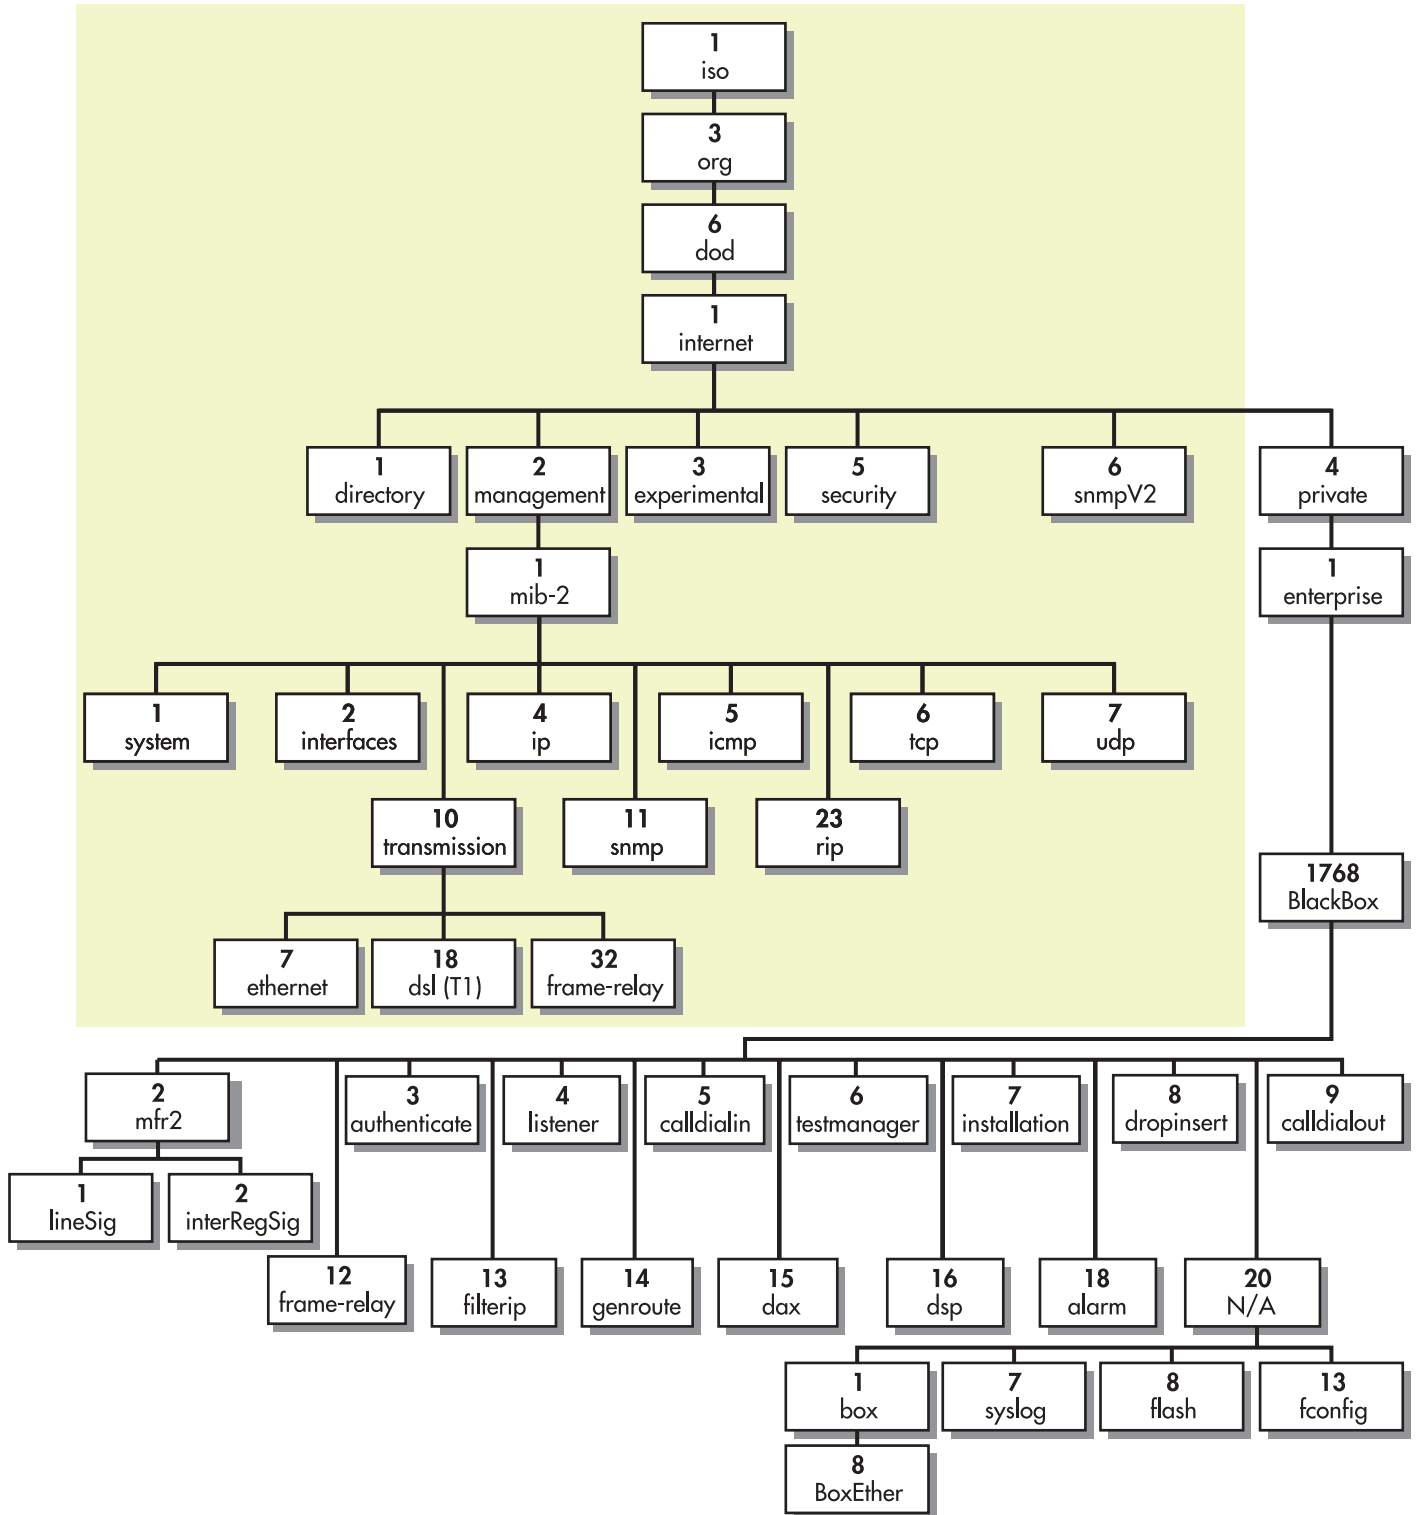 1
iso
3
org
6
dod
1
internet
1
directory
2
management
3
experimental
5
security
6
snmpV2
4
private
1
mib-2
1
enterprise
1
system
2
interfaces
4
ip
5
icmp
6
tcp
7
udp
10
transmission
11
snmp
23
rip
1768
BlackBox
7
ethernet
18
dsl (T1)
32
frame-relay
2
mfr2
3
authenticate
4
listener
5
calldialin
6
testmanager
7
installation
8
dropinsert
9
calldialout
1
lineSig
2
interRegSig
12
frame-relay
13
filterip
14
genroute
15
dax
16
dsp
18
alarm
20
N/A
1
box
7
syslog
8
flash
13
fconfig
8
BoxEther